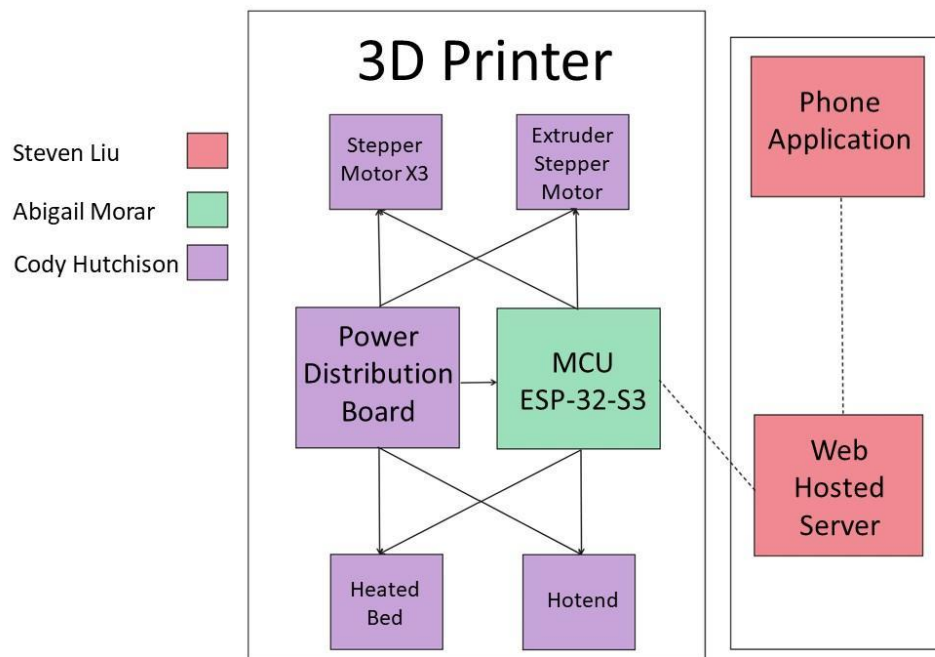 3D Printer
Steven Liu
Abigail Morar
Cody Hutchison
Stepper
Motor X3
Extruder
Stepper
Motor
Power
Distribution
Board
MCU
ESP-32-S3
Heated
Bed
Hotend
Phone
Application
Web
Hosted
Server